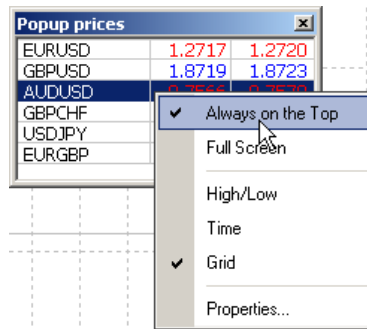 Popup prices
EURUSD 1.2717 1.2720
GBPUSD 1.8719 1.8723
AUDUSD
GBPCHF
USDJPY
EURGBP
Always on the Top
Full Screen
High/Low
Time
Grid
Properties...